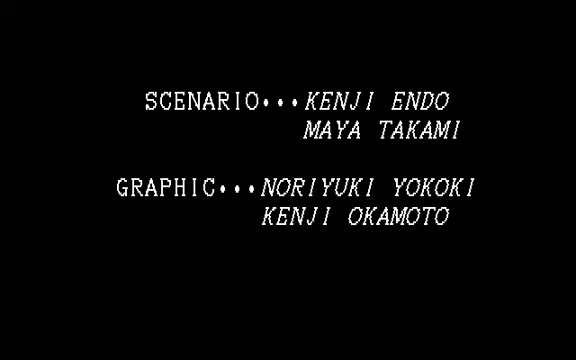 SCENARIO•••KENJI ENDO
MAYA TAKAMI
GRAPHIC•••NORIYUKI YOKOKI
KENJI OKAMOTO